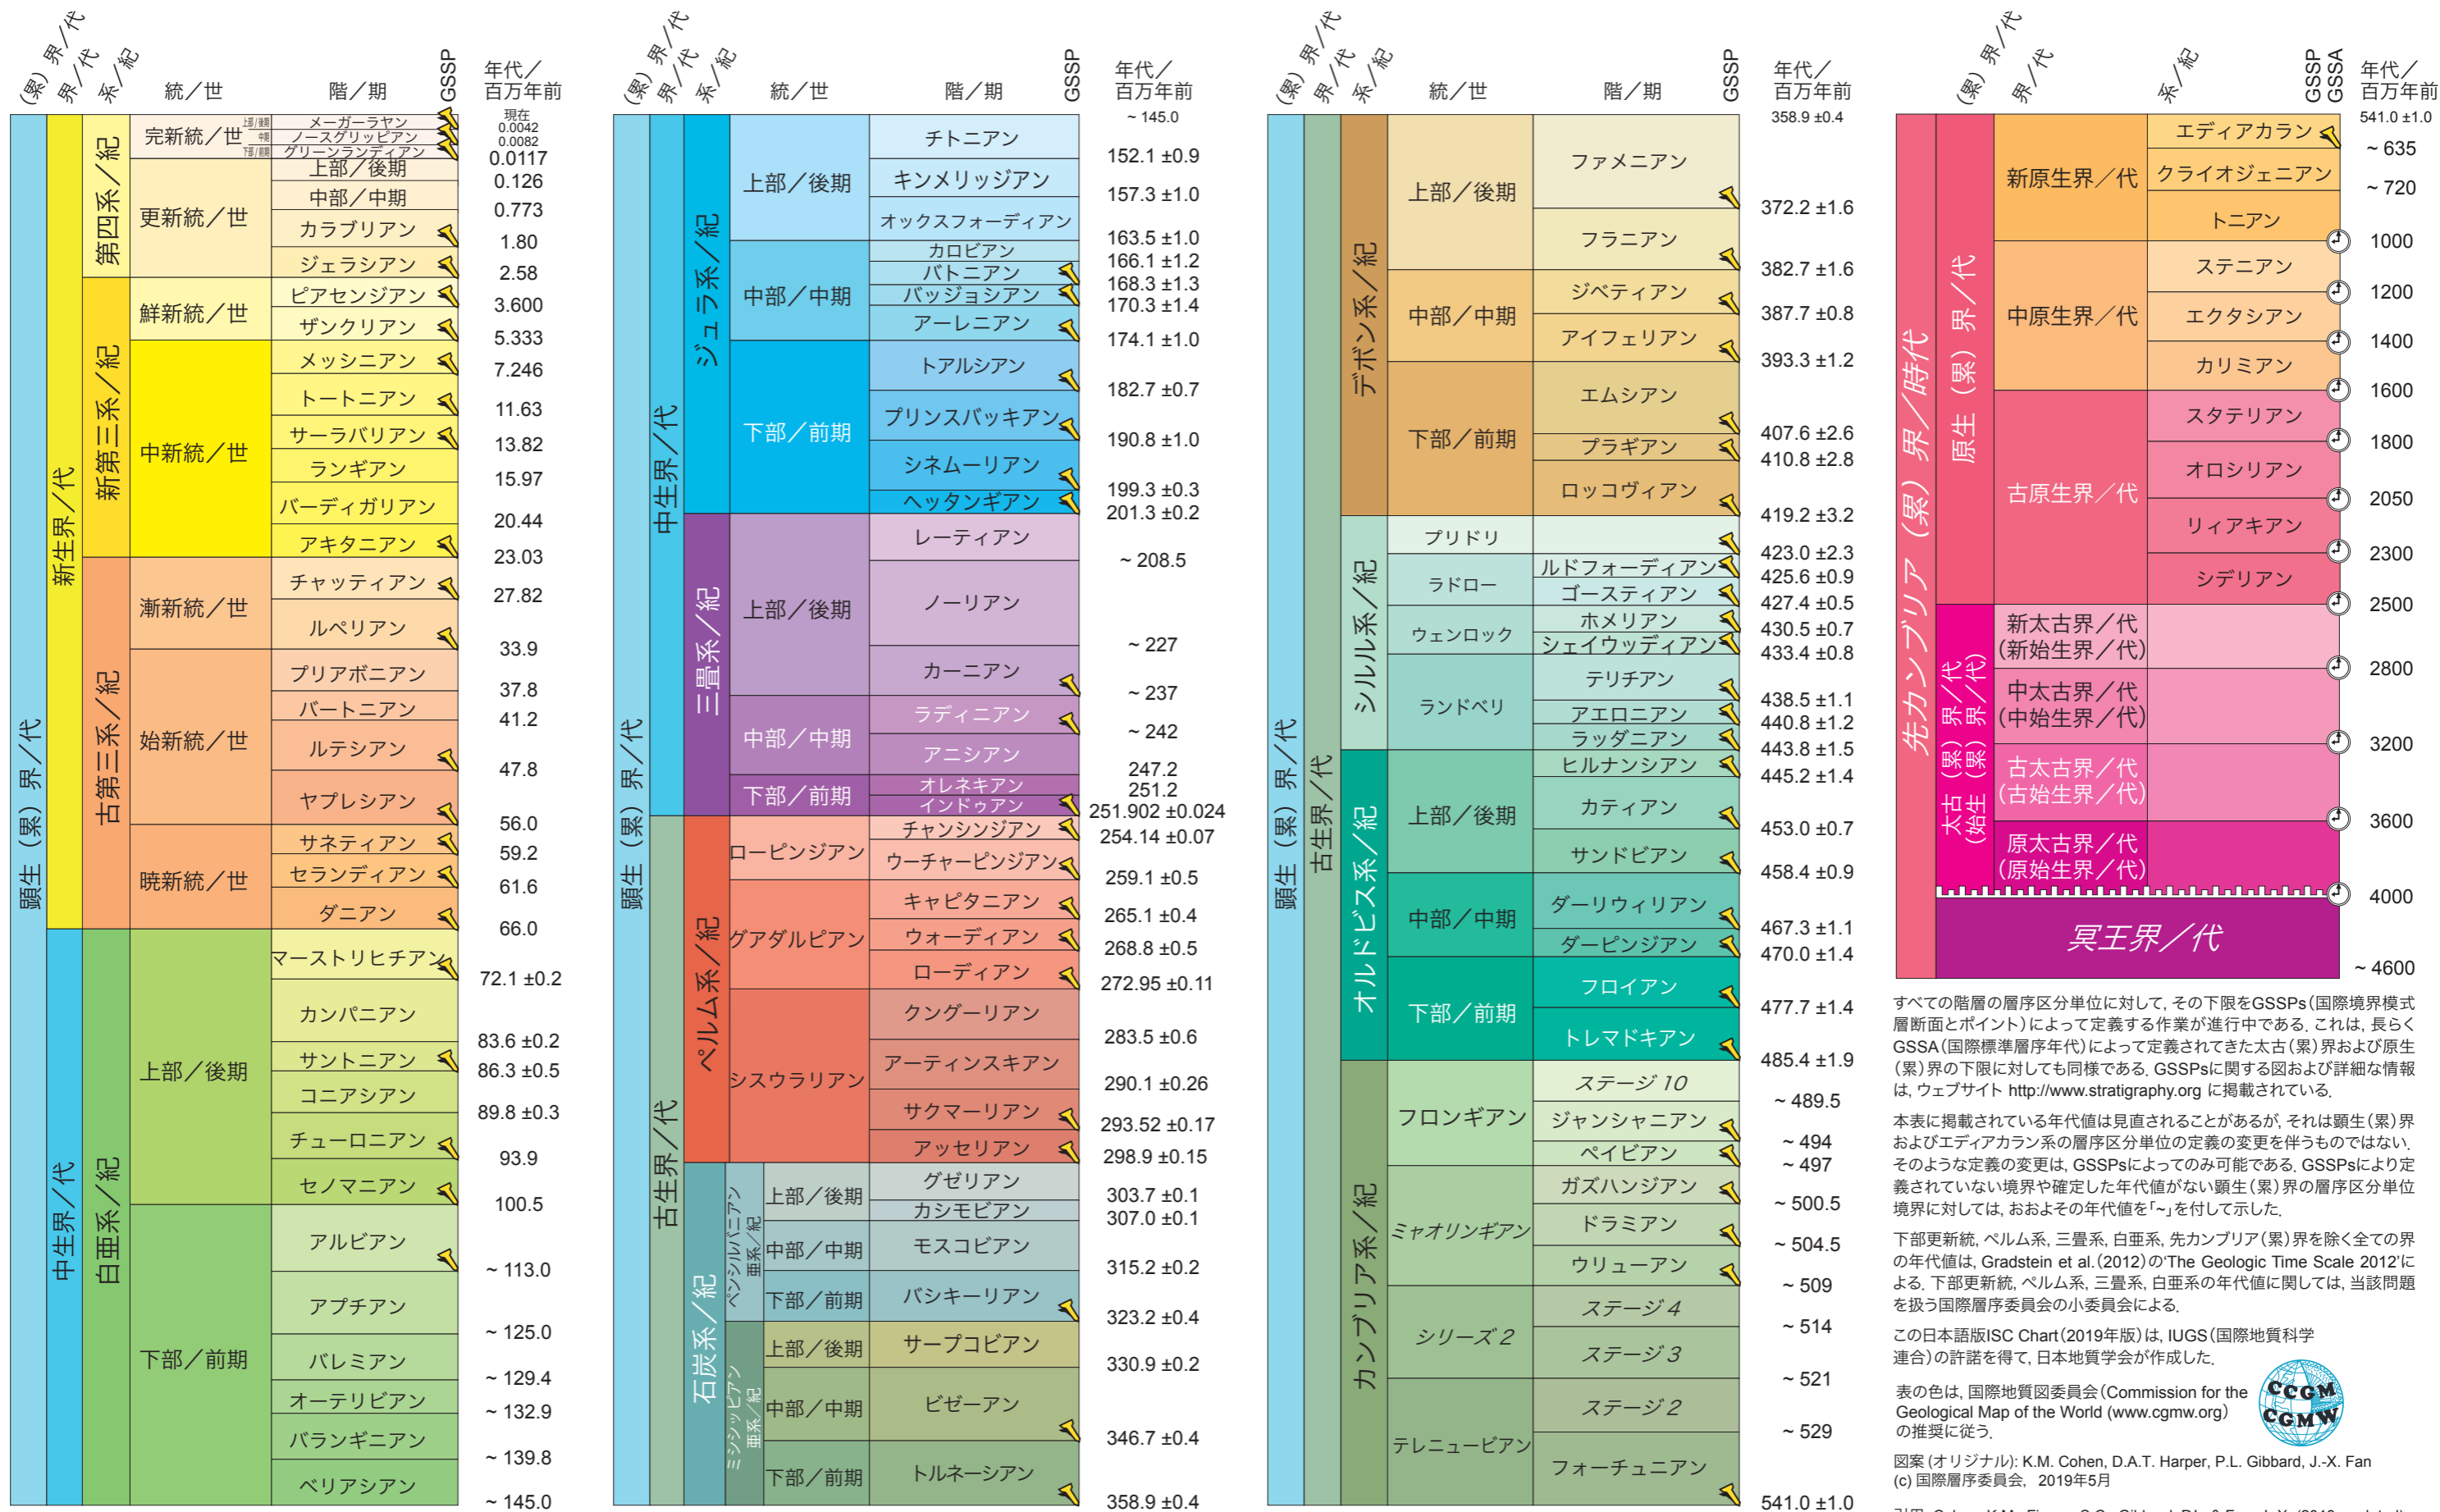 (累) 界／代
界／代
系／紀
統／世
階／期
GSSP
年代／
百万年前
顕生（累）界／代
新生界／代
中生界／代
第四系／紀
新第三系／紀
古第三系／紀
白亜系／紀
完新統／世
上部/後期
中期
下部/前期
メーガーラヤン
ノースグリッピアン
グリーンランディアン
現在
0.0042
0.0082
0.0117
更新統／世
上部／後期
0.126
中部／中期
0.773
カラブリアン
1.80
ジェラシアン
2.58
鮮新統／世
ピアセンジアン
3.600
ザンクリアン
5.333
中新統／世
メッシニアン
7.246
トートニアン
11.63
サーラバリアン
13.82
ランギアン
15.97
バーディガリアン
20.44
アキタニアン
23.03
漸新統／世
チャッティアン
27.82
ルペリアン
33.9
始新統／世
プリアボニアン
37.8
バートニアン
41.2
ルテシアン
47.8
ヤプレシアン
56.0
暁新統／世
サネティアン
59.2
セランディアン
61.6
ダニアン
66.0
上部／後期
マーストリヒチアン
72.1 ±0.2
カンパニアン
83.6 ±0.2
サントニアン
86.3 ±0.5
コニアシアン
89.8 ±0.3
チューロニアン
93.9
セノマニアン
100.5
下部／前期
アルビアン
~ 113.0
アプチアン
~ 125.0
バレミアン
~ 129.4
オーテリビアン
~ 132.9
バランギニアン
~ 139.8
ベリアシアン
~ 145.0
(累) 界／代
界／代
系／紀
統／世
階／期
GSSP
年代／
百万年前
~ 145.0
顕生（累）界／代
中生界／代
古生界／代
ジュラ系／紀
三畳系／紀
ペルム系／紀
石炭系／紀
上部／後期
チトニアン
152.1 ±0.9
キンメリッジアン
157.3 ±1.0
オックスフォーディアン
163.5 ±1.0
中部／中期
カロビアン
166.1 ±1.2
バトニアン
168.3 ±1.3
バッジョシアン
170.3 ±1.4
アーレニアン
174.1 ±1.0
下部／前期
トアルシアン
182.7 ±0.7
プリンスバッキアン
190.8 ±1.0
シネムーリアン
199.3 ±0.3
ヘッタンギアン
201.3 ±0.2
上部／後期
レーティアン
~ 208.5
ノーリアン
~ 227
カーニアン
~ 237
中部／中期
ラディニアン
~ 242
アニシアン
247.2
下部／前期
オレネキアン
251.2
インドゥアン
251.902 ±0.024
ローピンジアン
チャンシンジアン
254.14 ±0.07
ウーチャーピンジアン
259.1 ±0.5
グアダルピアン
キャピタニアン
265.1 ±0.4
ウォーディアン
268.8 ±0.5
ローディアン
272.95 ±0.11
シスウラリアン
クングーリアン
283.5 ±0.6
アーティンスキアン
290.1 ±0.26
サクマーリアン
293.52 ±0.17
アッセリアン
298.9 ±0.15
ペンシルバニアン
亜系／紀
上部／後期
グゼリアン
303.7 ±0.1
カシモビアン
307.0 ±0.1
中部／中期
モスコビアン
315.2 ±0.2
下部／前期
バシキーリアン
323.2 ±0.4
ミシシッピアン
亜系／紀
上部／後期
サープコビアン
330.9 ±0.2
中部／中期
ビゼーアン
346.7 ±0.4
下部／前期
トルネーシアン
358.9 ±0.4
(累) 界／代
界／代
系／紀
統／世
階／期
GSSP
年代／
百万年前
358.9 ±0.4
顕生（累）界／代
古生界／代
デボン系／紀
シルル系／紀
オルドビス系／紀
カンブリア系／紀
上部／後期
ファメニアン
372.2 ±1.6
フラニアン
382.7 ±1.6
中部／中期
ジベティアン
387.7 ±0.8
アイフェリアン
393.3 ±1.2
下部／前期
エムシアン
407.6 ±2.6
プラギアン
410.8 ±2.8
ロッコヴィアン
419.2 ±3.2
プリドリ
423.0 ±2.3
ラドロー
ルドフォーディアン
425.6 ±0.9
ゴースティアン
427.4 ±0.5
ウェンロック
ホメリアン
430.5 ±0.7
シェイウッディアン
433.4 ±0.8
ランドベリ
テリチアン
438.5 ±1.1
アエロニアン
440.8 ±1.2
ラッダニアン
443.8 ±1.5
上部／後期
ヒルナンシアン
445.2 ±1.4
カティアン
453.0 ±0.7
サンドビアン
458.4 ±0.9
中部／中期
ダーリウィリアン
467.3 ±1.1
ダーピンジアン
470.0 ±1.4
下部／前期
フロイアン
477.7 ±1.4
トレマドキアン
485.4 ±1.9
フロンギアン
ステージ 10
~ 489.5
ジャンシャニアン
~ 494
ペイビアン
~ 497
ミャオリンギアン
ガズハンジアン
~ 500.5
ドラミアン
~ 504.5
ウリューアン
~ 509
シリーズ 2
ステージ 4
~ 514
ステージ 3
~ 521
テレニュービアン
ステージ 2
~ 529
フォーチュニアン
541.0 ±1.0
(累) 界／代
界／代
系／紀
GSSP
GSSA
年代／
百万年前
541.0 ±1.0
先カンブリア（累）界／時代
原生（累）界／代
太古（累）界／代
(始生（累）界／代)
新原生界／代
エディアカラン
~ 635
クライオジェニアン
~ 720
トニアン
1000
中原生界／代
ステニアン
1200
エクタシアン
1400
カリミアン
1600
古原生界／代
スタテリアン
1800
オロシリアン
2050
リィアキアン
2300
シデリアン
2500
新太古界／代
(新始生界／代)
2800
中太古界／代
(中始生界／代)
3200
古太古界／代
(古始生界／代)
3600
原太古界／代
(原始生界／代)
4000
冥王界／代
~ 4600
すべての階層の層序区分単位に対して, その下限をGSSPs（国際境界模式
層断面とポイント）によって定義する作業が進行中である. これは, 長らく
GSSA（国際標準層序年代）によって定義されてきた太古（累）界および原生
（累）界の下限に対しても同様である. GSSPsに関する図および詳細な情報
は, ウェブサイト http://www.stratigraphy.org に掲載されている.
本表に掲載されている年代値は見直されることがあるが, それは顕生（累）界
およびエディアカラン系の層序区分単位の定義の変更を伴うものではない.
そのような定義の変更は, GSSPsによってのみ可能である. GSSPsにより定
義されていない境界や確定した年代値がない顕生（累）界の層序区分単位
境界に対しては, おおよその年代値を「~」を付して示した.
下部更新統, ペルム系, 三畳系, 白亜系, 先カンブリア（累）界を除く全ての界
の年代値は, Gradstein et al.（2012）の‘The Geologic Time Scale 2012’に
よる. 下部更新統, ペルム系, 三畳系, 白亜系の年代値に関しては, 当該問題
を扱う国際層序委員会の小委員会による.
この日本語版ISC Chart（2019年版）は, IUGS（国際地質科学
連合）の許諾を得て, 日本地質学会が作成した.
表の色は, 国際地質図委員会（Commission for the
Geological Map of the World (www.cgmw.org)
の推奨に従う.
CCGM
CGMW
図案 (オリジナル): K.M. Cohen, D.A.T. Harper, P.L. Gibbard, J.-X. Fan
(c) 国際層序委員会, 2019年5月